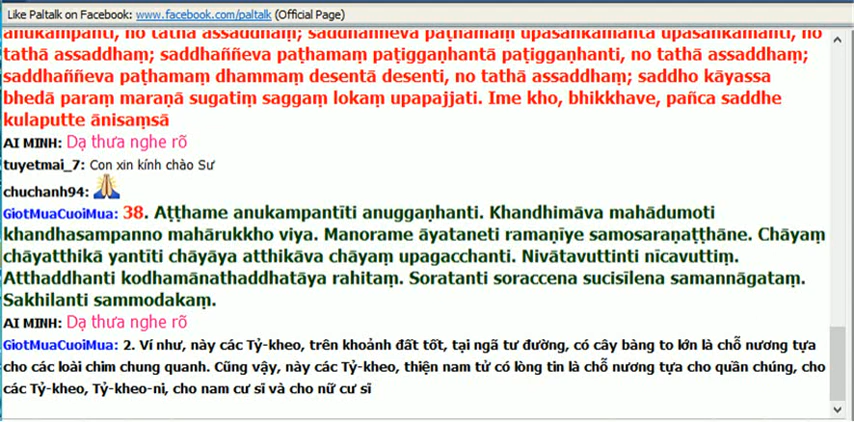 Like Paltalk on Facebook: www.facebook.com/paltalk (Official Page)
anukampanti, no tathā assaddhaṃ; saddhaññeva paṭhamaṃ upasaṅkamantā upasaṅkamanti, no
tathā assaddhaṃ; saddhaññeva paṭhamaṃ paṭiggaṇhantā paṭiggaṇhanti, no tathā assaddhaṃ;
saddhaññeva paṭhamaṃ dhammaṃ desentā desenti, no tathā assaddhaṃ; saddho kāyassa
bhedā paraṃ maraṇā sugatiṃ saggaṃ lokaṃ upapajjati. Ime kho, bhikkhave, pañca saddhe
kulaputte ānisaṃsā
AI MINH: Dạ thưa nghe rõ
tuyetmai_7: Con xin kính chào Sư
chuchanh94:
GiotMuaCuoiMua: 38. Aṭṭhame anukampantīti anuggaṇhanti. Khandhimāva mahādumoti
khandhasampanno mahārukkho viya. Manorame āyataneti ramaṇīye samosaraṇaṭṭhāne. Chāyaṃ
chāyatthikā yantīti chāyāya atthikāva chāyaṃ upagacchanti. Nivātavuttinti nīcavuttiṃ.
Atthaddhanti kodhamānathaddhatāya rahitaṃ. Soratanti soraccena sucisīlena samannāgataṃ.
Sakhilanti sammodakaṃ.
AI MINH: Dạ thưa nghe rõ
GiotMuaCuoiMua: 2. Ví như, này các Tỷ-kheo, trên khoảnh đất tốt, tại ngã tư đường, có cây bàng to lớn là chỗ nương tựa
cho các loài chim chung quanh. Cũng vậy, này các Tỷ-kheo, thiện nam tử có lòng tin là chỗ nương tựa cho quần chúng, cho
các Tỷ-kheo, Tỷ-kheo-ni, cho nam cư sĩ và cho nữ cư sĩ